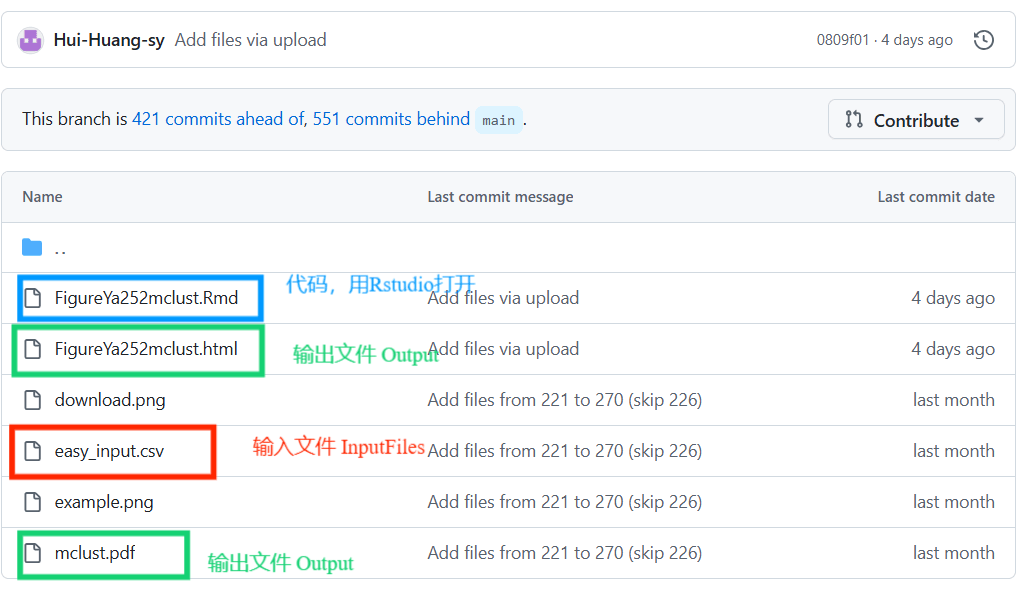 Hui-Huang-sy Add files via upload 0809f01 · 4 days ago
This branch is 421 commits ahead of, 551 commits behind main .
Contribute
Name Last commit message Last commit date
..
FigureYa252mclust.Rmd 代码，用Rstudio打开 Add files via upload 4 days ago
FigureYa252mclust.html 输出文件 Output Add files via upload 4 days ago
download.png Add files from 221 to 270 (skip 226) last month
easy_input.csv 输入文件 InputFiles Add files from 221 to 270 (skip 226) last month
example.png Add files from 221 to 270 (skip 226) last month
mclust.pdf 输出文件 Output Add files from 221 to 270 (skip 226) last month